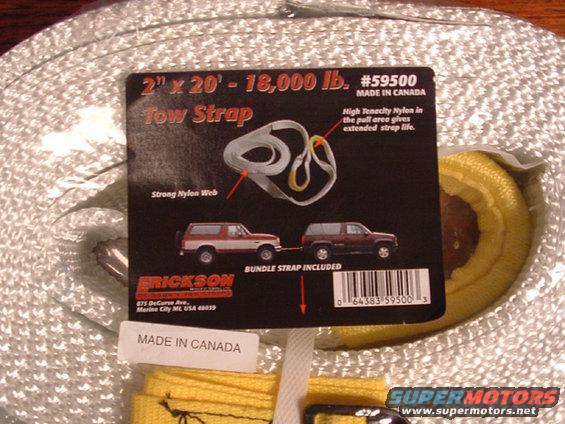 2" x 20' - 18,000 lb.
#59500
MADE IN CANADA
Tow Strap
High Tenacity Nylon in
the pull area gives
extended strap life.
Strong Nylon Web
BUNDLE STRAP INCLUDED
ERICKSON
875 DeGurse Ave.,
Marine City MI, USA 48039
0 64383 59500 3
MADE IN CANADA
SUPERMOTORS
www.supermotors.net